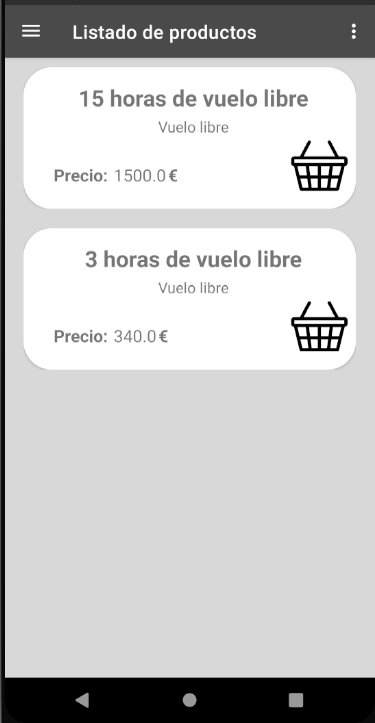 Listado de productos
15 horas de vuelo libre
Vuelo libre
Precio: 1500.0€
3 horas de vuelo libre
Vuelo libre
Precio: 340.0€